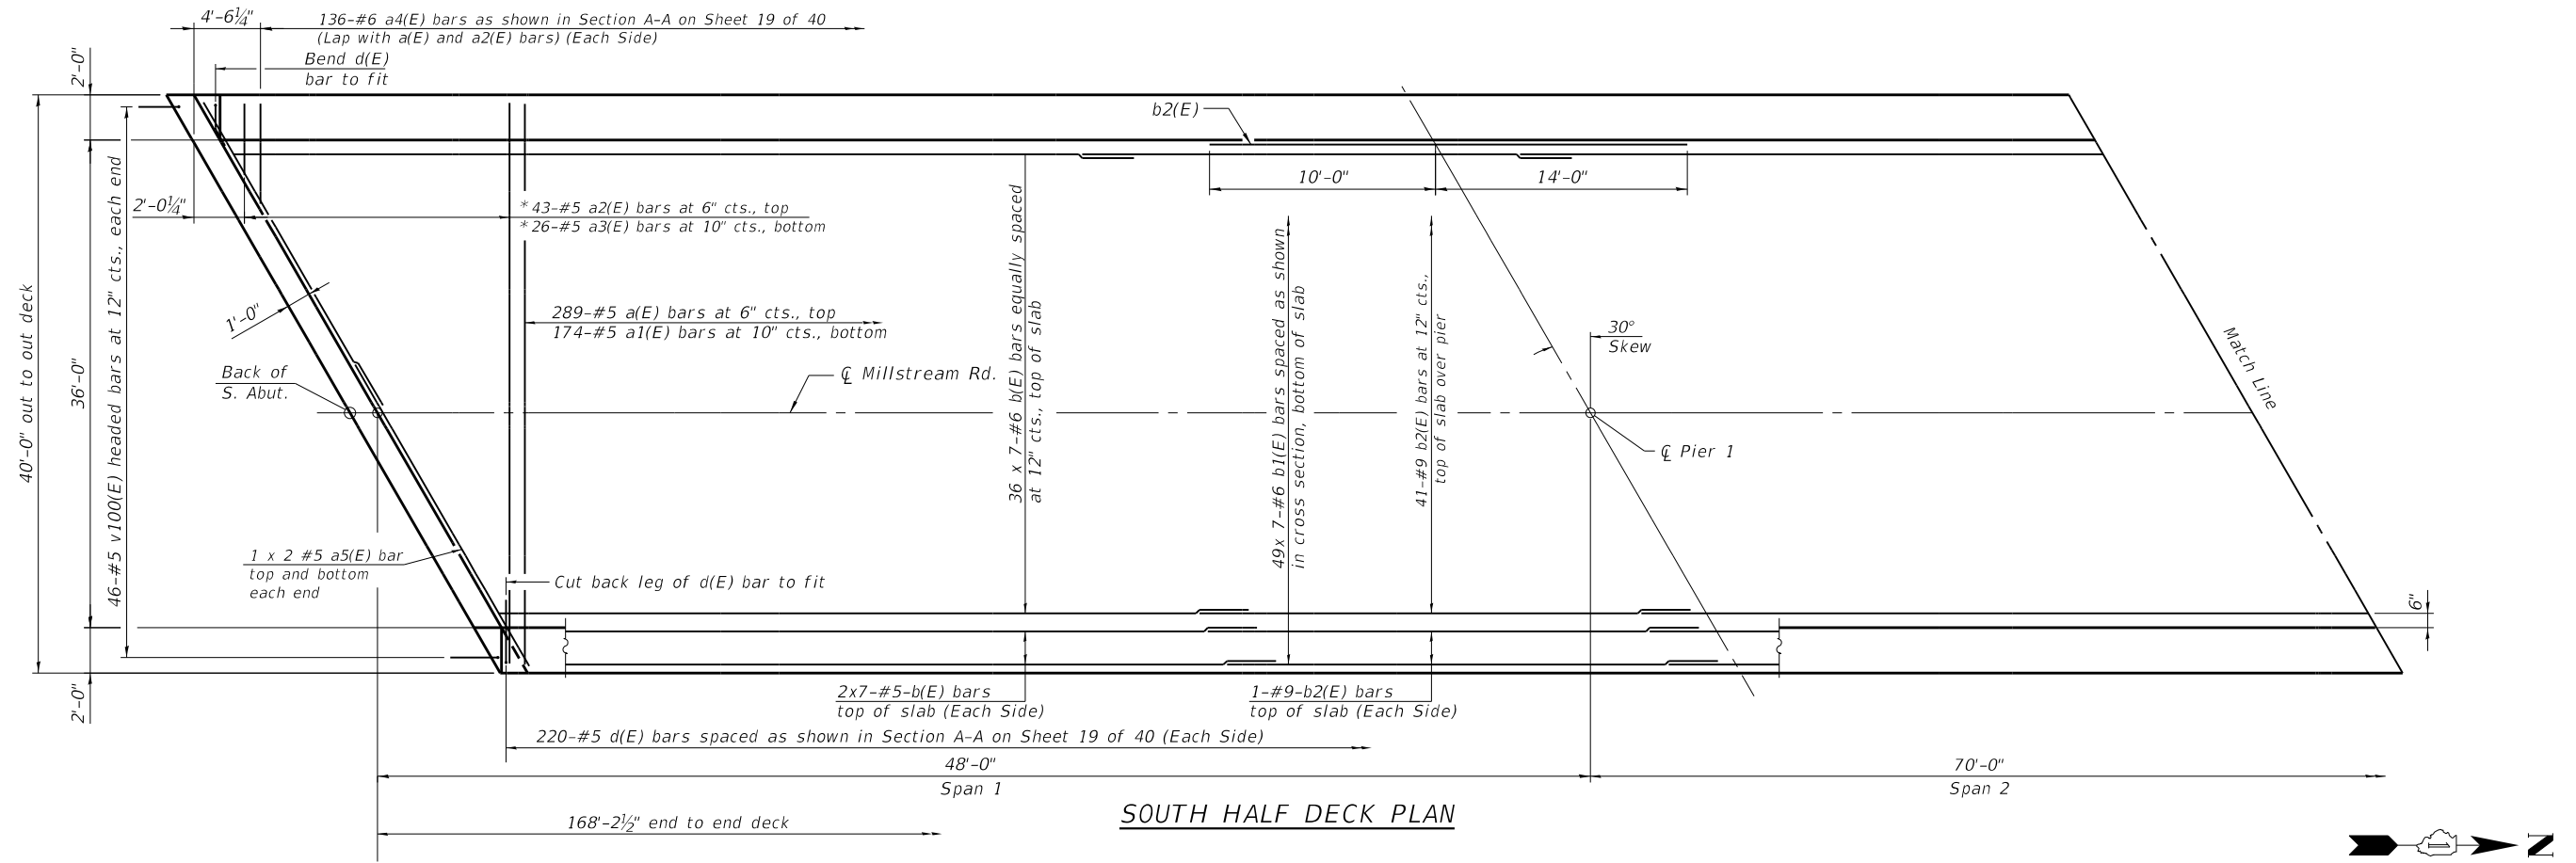 4'-6¼"
136-#6 a4(E) bars as shown in Section A-A on Sheet 19 of 40
(Lap with a(E) and a2(E) bars) (Each Side)
Bend d(E)
bar to fit
2'-0"
b2(E)
10'-0"
14'-0"
2'-0¼"
*43-#5 a2(E) bars at 6" cts., top
*26-#5 a3(E) bars at 10" cts., bottom
40'-0" out to out deck
36'-0"
46-#5 v100(E) headed bars at 12" cts., each end
1'-0"
289-#5 a(E) bars at 6" cts., top
174-#5 a1(E) bars at 10" cts., bottom
36 x 7-#6 b(E) bars equally spaced
at 12" cts., top of slab
49x 7-#6 b1(E) bars spaced as shown
in cross section, bottom of slab
41-#9 b2(E) bars at 12" cts.,
top of slab over pier
30°
Skew
Match Line
Back of
S. Abut.
℄ Millstream Rd.
℄ Pier 1
1 x 2 #5 a5(E) bar
top and bottom
each end
Cut back leg of d(E) bar to fit
6"
2'-0"
2x7-#5-b(E) bars
top of slab (Each Side)
1-#9-b2(E) bars
top of slab (Each Side)
220-#5 d(E) bars spaced as shown in Section A-A on Sheet 19 of 40 (Each Side)
48'-0"
Span 1
70'-0"
Span 2
168'-2½" end to end deck
SOUTH HALF DECK PLAN
N